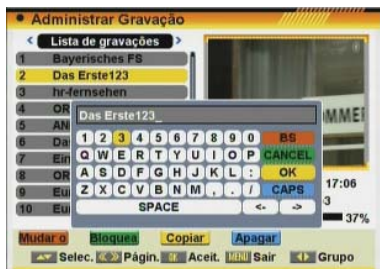 Administrar Gravação
Lista de gravações
1 Bayerisches FS
2 Das Erste123
3 hr-fernsehen
4 OR
5 AN
6 Da
7 Ein
8 OR
9 Eu
10 Eu
MMEI
Das Erste123_
1 2 3 4 5 6 7 8 9 0 BS
Q W E R T Y U I O P CANCEL
A S D F G H J K L : OK
Z X C V B N M , . / CAPS
SPACE <- ->
17:06
37%
Mudar o Bloquea Copiar Apagar
Selec. Págin. OK Aceit. MENU Sair Grupo